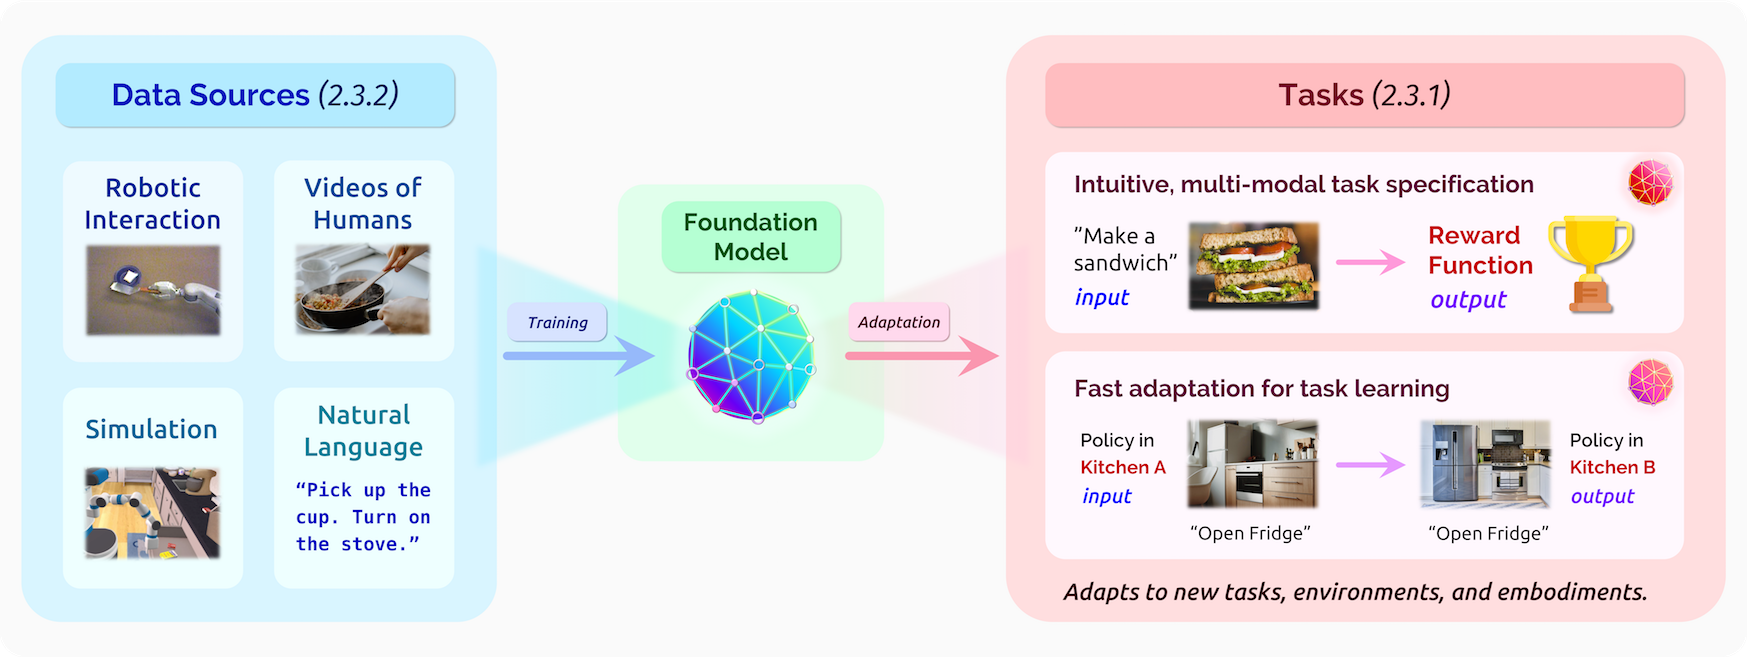 Data Sources (2.3.2)
Robotic
Interaction
Videos of
Humans
Simulation
Natural
Language
“Pick up the
cup. Turn on
the stove.”
Training
Foundation
Model
Adaptation
Tasks (2.3.1)
Intuitive, multi-modal task specification
”Make a
sandwich”
input
Reward
Function
output
Fast adaptation for task learning
Policy in
Kitchen A
input
“Open Fridge”
Policy in
Kitchen B
output
“Open Fridge”
Adapts to new tasks, environments, and embodiments.